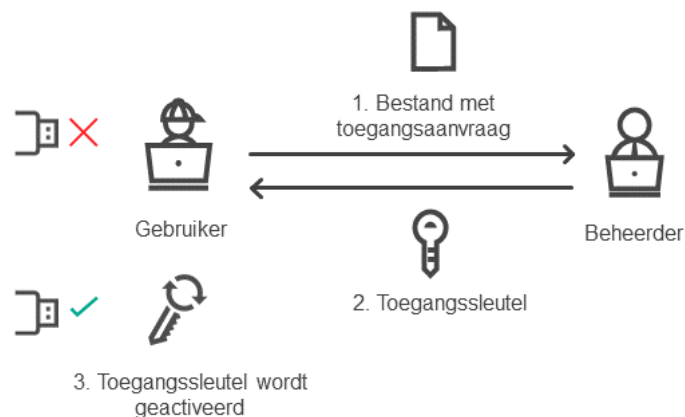 1. Bestand met
toegangsaanvraag
Gebruiker
Beheerder
2. Toegangssleutel
3. Toegangssleutel wordt
geactiveerd